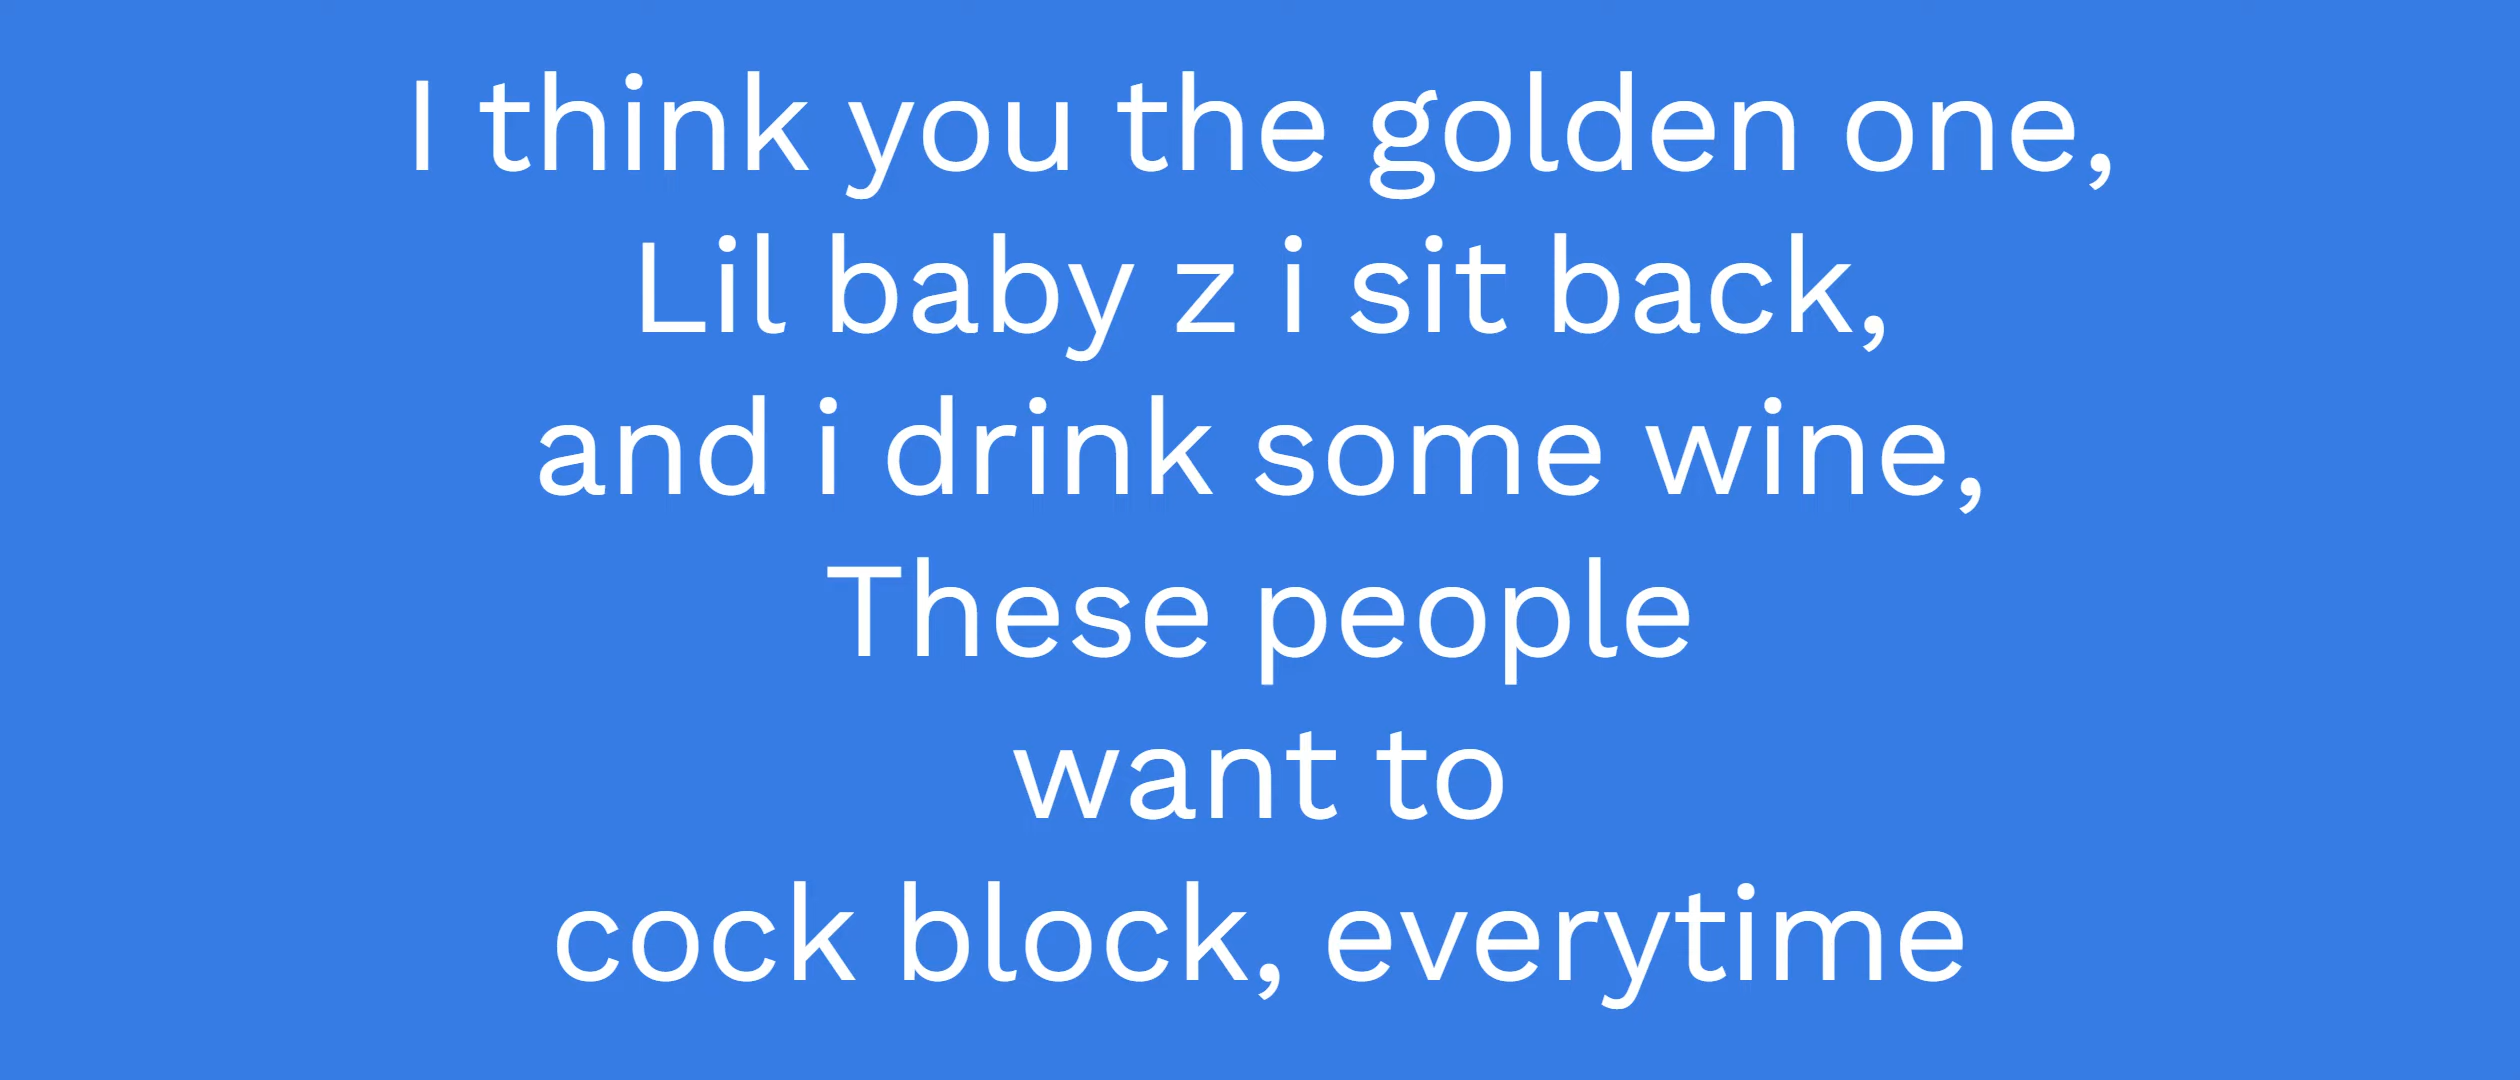 I think you the golden one,
Lil baby z i sit back,
and i drink some wine,
These people
want to
cock block, everytime